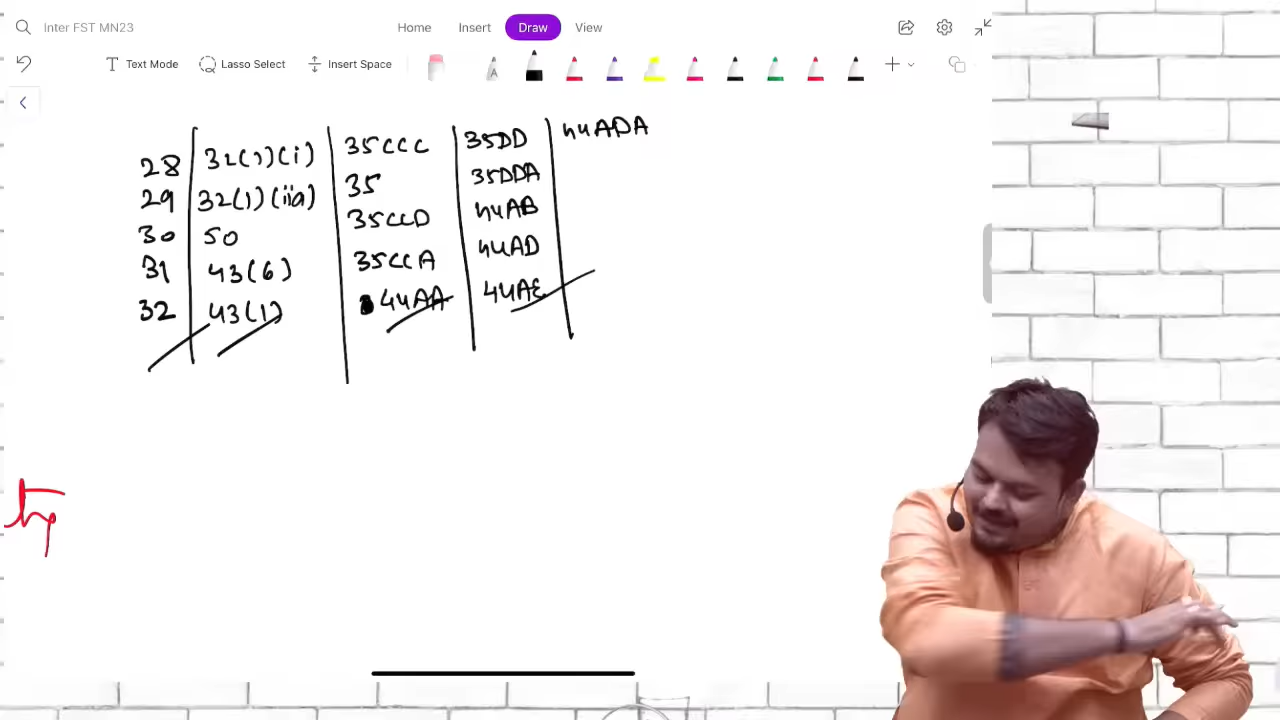 Inter FST MN23
Home Insert Draw View
Text Mode Lasso Select Insert Space
28
29
30
31
32
32(1)(i)
32(1)(iia)
50
43(6)
43(1)
35CCC
35
35CCD
35CCA
44AA
35DD
35DDA
44AB
44AD
44AE
44ADA